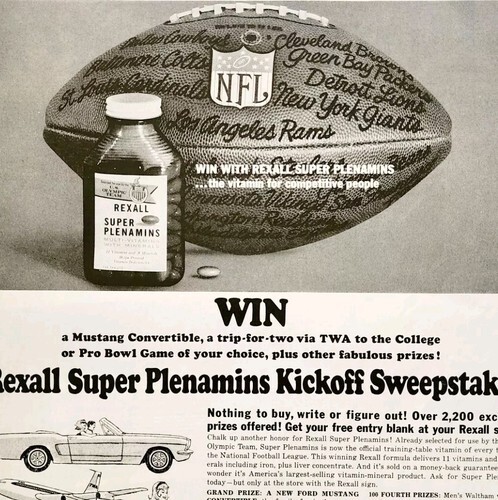 Dallas Cowboys
Cleveland Browns
Baltimore Colts
Green Bay Packers
St. Louis Cardinals
NFL
Detroit Lions
New York Giants
Los Angeles Rams
WIN WITH REXALL SUPER PLENAMINS
...the vitamin for competitive people
U.S.
OLYMPIC
TEAM
REXALL
SUPER
PLENAMINS
MULTI-VITAMINS
WITH MINERALS
WIN
a Mustang Convertible, a trip-for-two via TWA to the College
or Pro Bowl Game of your choice, plus other fabulous prizes!
Rexall Super Plenamins Kickoff Sweepstak
Nothing to buy, write or figure out! Over 2,200 exc
prizes offered! Get your free entry blank at your Rexall s
Chalk up another honor for Rexall Super Plenamins! Already selected for use by th
Olympic Team, Super Plenamins is now the official training-table vitamin of every t
the National Football League. This winning Rexall formula delivers 11 vitamins and
erals including iron, plus liver concentrate. And it's sold on a money-back guarantee
wonder it's America's largest-selling vitamin-mineral product. Ask for Super Ple
today—but only at the store with the Rexall sign.
GRAND PRIZE: A NEW FORD MUSTANG
100 FOURTH PRIZES: Men's Waltham